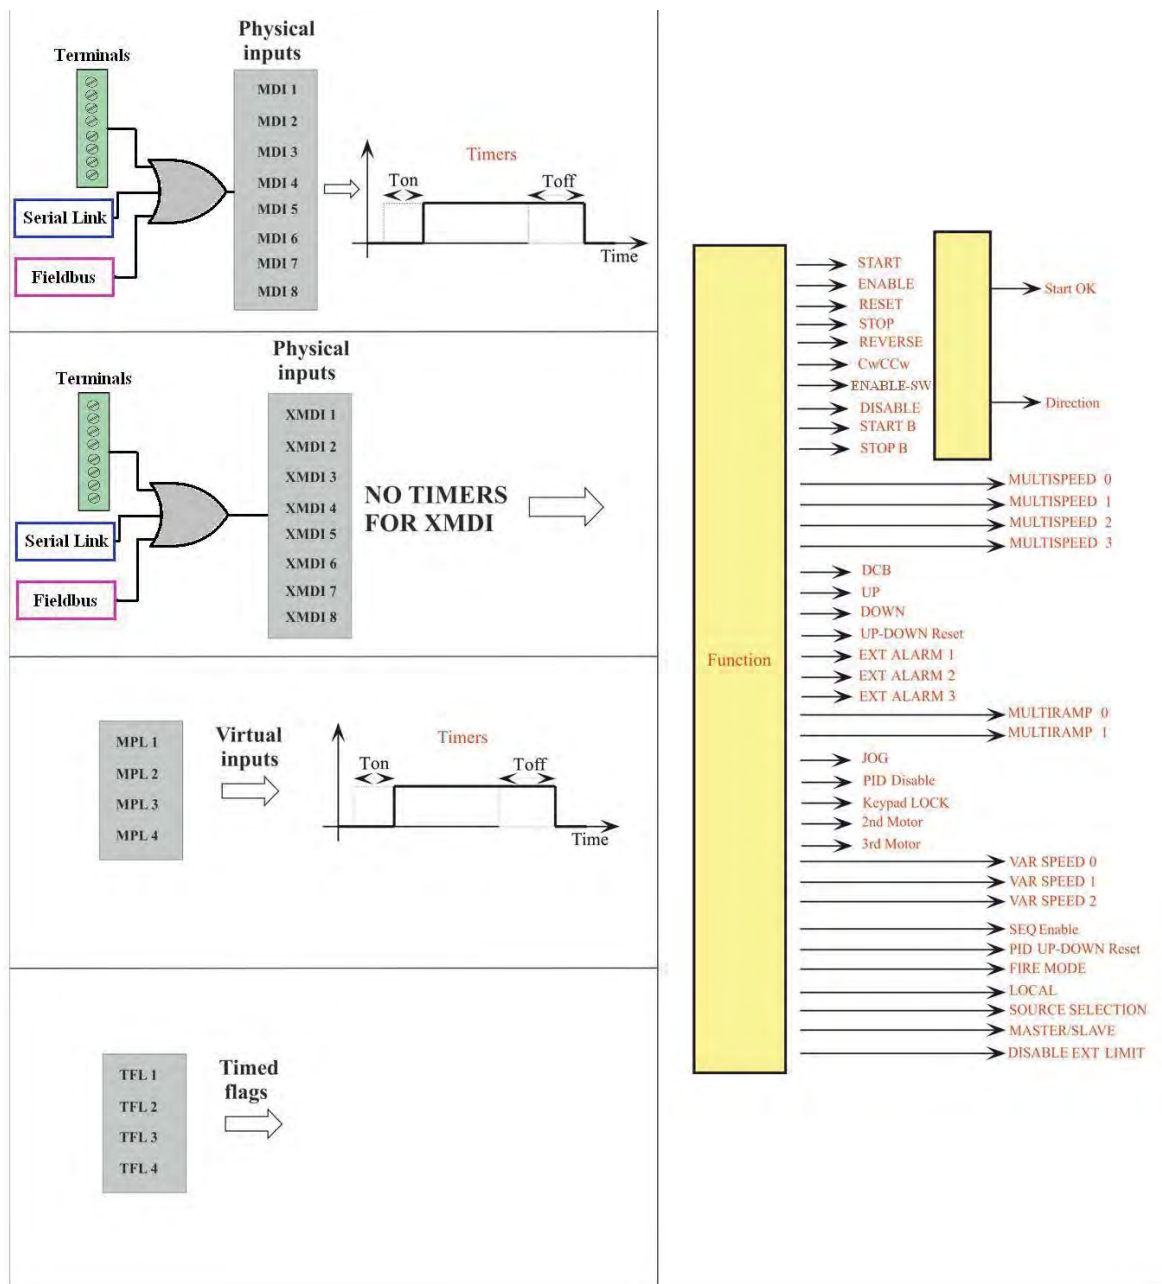 Physical
inputs
Terminals
MDI 1
MDI 2
MDI 3
MDI 4
MDI 5
MDI 6
MDI 7
MDI 8
Serial Link
Fieldbus
Timers
Ton
Toff
Time
Physical
inputs
Terminals
XMDI 1
XMDI 2
XMDI 3
XMDI 4
XMDI 5
XMDI 6
XMDI 7
XMDI 8
Serial Link
Fieldbus
NO TIMERS
FOR XMDI
MPL 1
MPL 2
MPL 3
MPL 4
Virtual
inputs
Timers
Ton
Toff
Time
TFL 1
TFL 2
TFL 3
TFL 4
Timed
flags
Function
START
ENABLE
RESET
STOP
REVERSE
Cw/CCw
ENABLE-SW
DISABLE
START B
STOP B
Start OK
Direction
MULTISPEED 0
MULTISPEED 1
MULTISPEED 2
MULTISPEED 3
DCB
UP
DOWN
UP-DOWN Reset
EXT ALARM 1
EXT ALARM 2
EXT ALARM 3
MULTIRAMP 0
MULTIRAMP 1
JOG
PID Disable
Keypad LOCK
2nd Motor
3rd Motor
VAR SPEED 0
VAR SPEED 1
VAR SPEED 2
SEQ Enable
PID UP-DOWN Reset
FIRE MODE
LOCAL
SOURCE SELECTION
MASTER/SLAVE
DISABLE EXT LIMIT